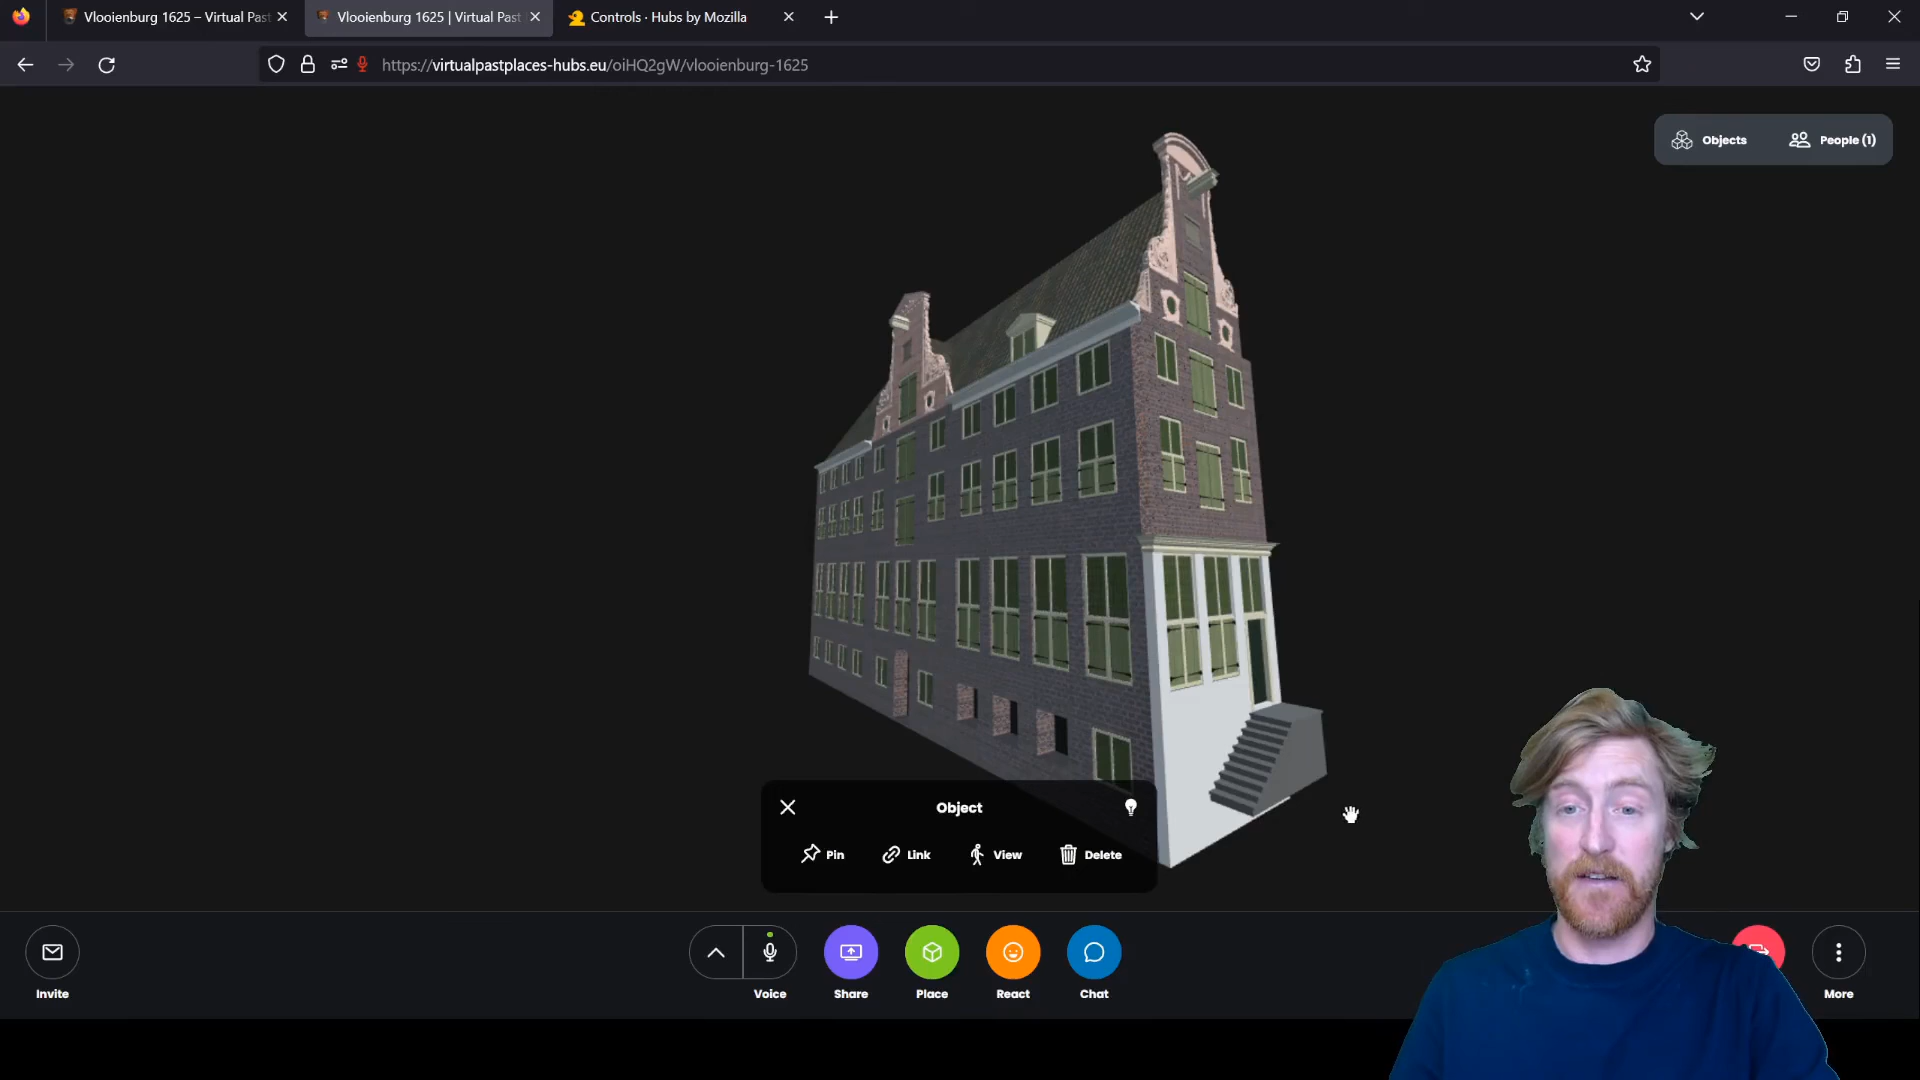 Vlooienburg 1625 – Virtual Past
Vlooienburg 1625 | Virtual Past
Controls · Hubs by Mozilla
https://virtualpastplaces-hubs.eu/oiHQ2gW/vlooienburg-1625
Objects
People (1)
Object
Pin
Link
View
Delete
Invite
Voice
Share
Place
React
Chat
More